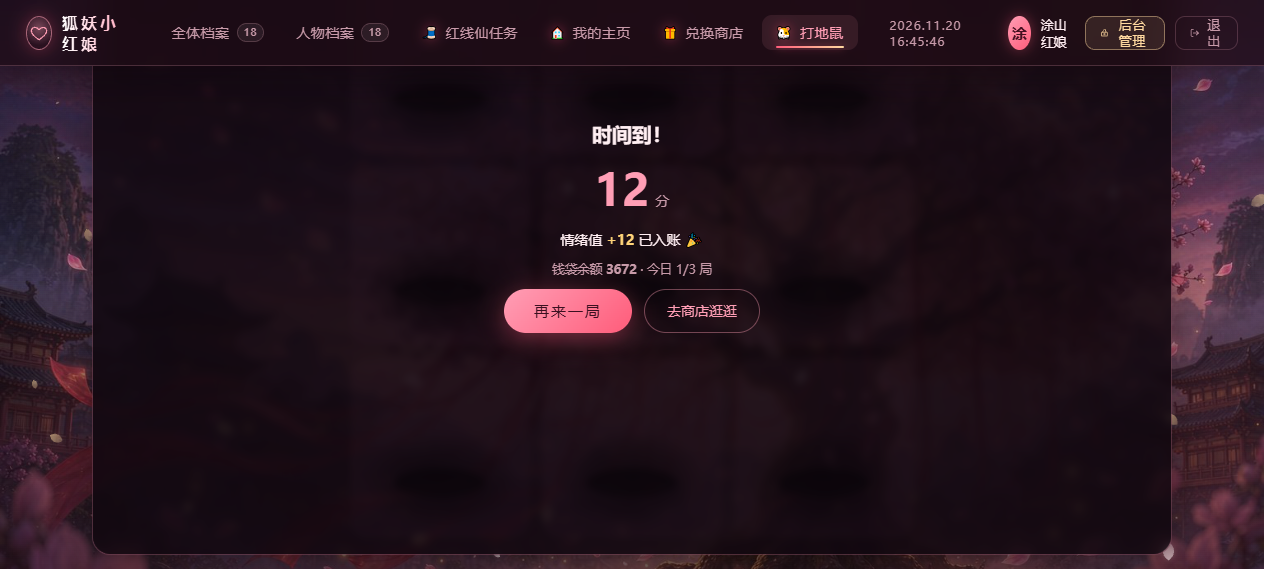 狐妖小
红娘
全体档案 18
人物档案 18
红线仙任务
我的主页
兑换商店
打地鼠
2026.11.20
16:45:46
涂
涂山
红娘
后台
管理
退
出
时间到！
12 分
情绪值 +12 已入账
钱袋余额 3672 · 今日 1/3 局
再来一局
去商店逛逛